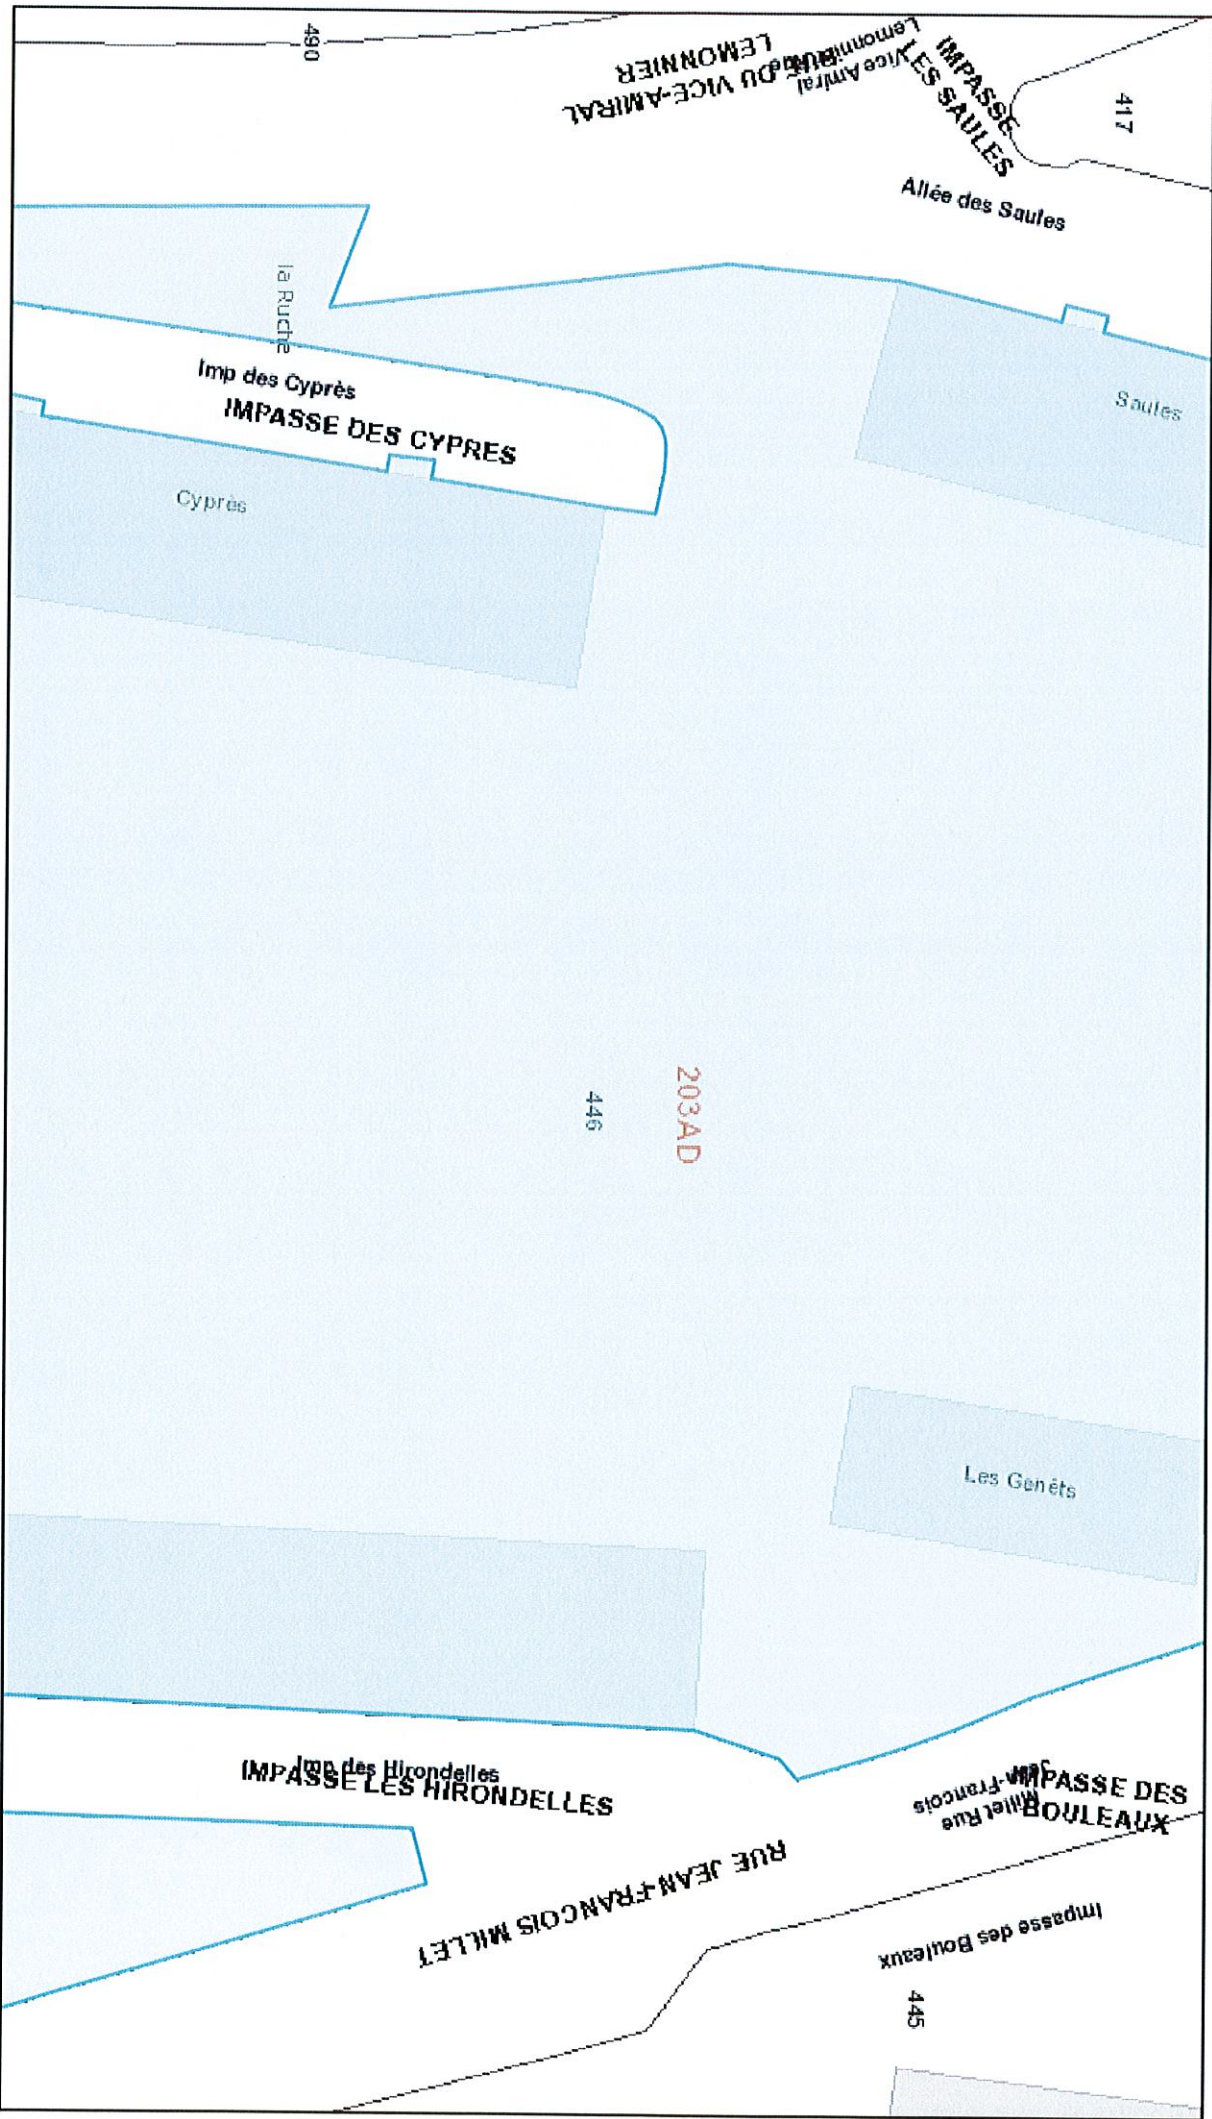 490
RUE DU VICE-AMIRAL
LEMONNIER
Vice Amiral
Lemonnier
IMPASSE
LES SAULES
417
Allée des Saules
la Ruche
Imp des Cyprès
IMPASSE DES CYPRES
Saules
Cyprès
203AD
446
Les Genêts
Imp des Hirondelles
IMPASSE LES HIRONDELLES
Millet Rue
Jean-Francois
IMPASSE DES
BOULEAUX
RUE JEAN-FRANCOIS MILLET
Impasse des Bouleaux
445